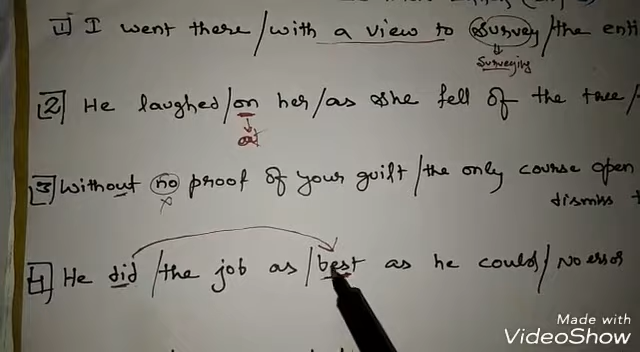 1 I went there / with a view to survey / the enti
surveying
2 He laughed / on her / as she fell of the tree /
at
3 Without no proof of your guilt / the only course open
x
dismiss t
4 He did / the job as / best as he could / No error
Made with
VideoShow